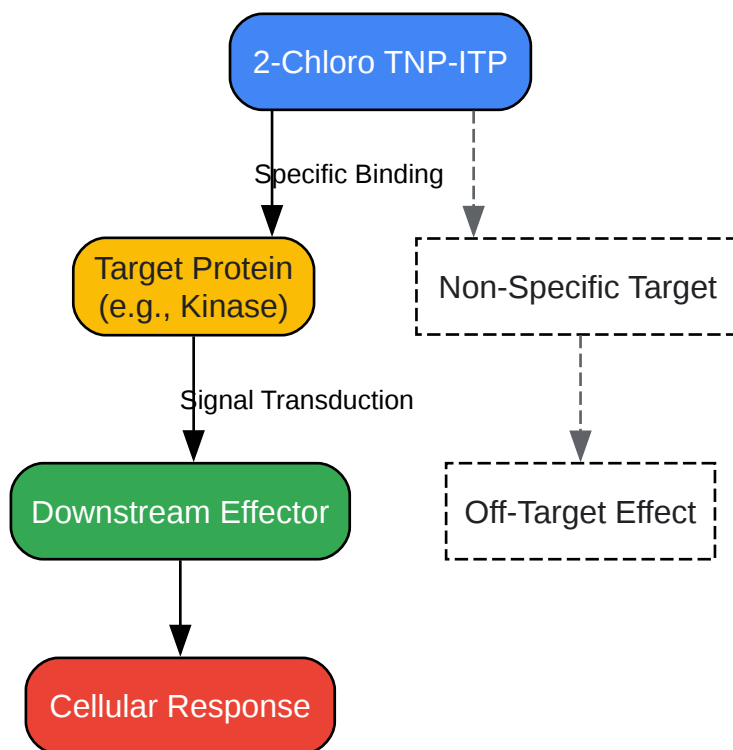 2-Chloro TNP-ITP
Specific Binding
Target Protein
(e.g., Kinase)
Non-Specific Target
Signal Transduction
Downstream Effector
Off-Target Effect
Cellular Response